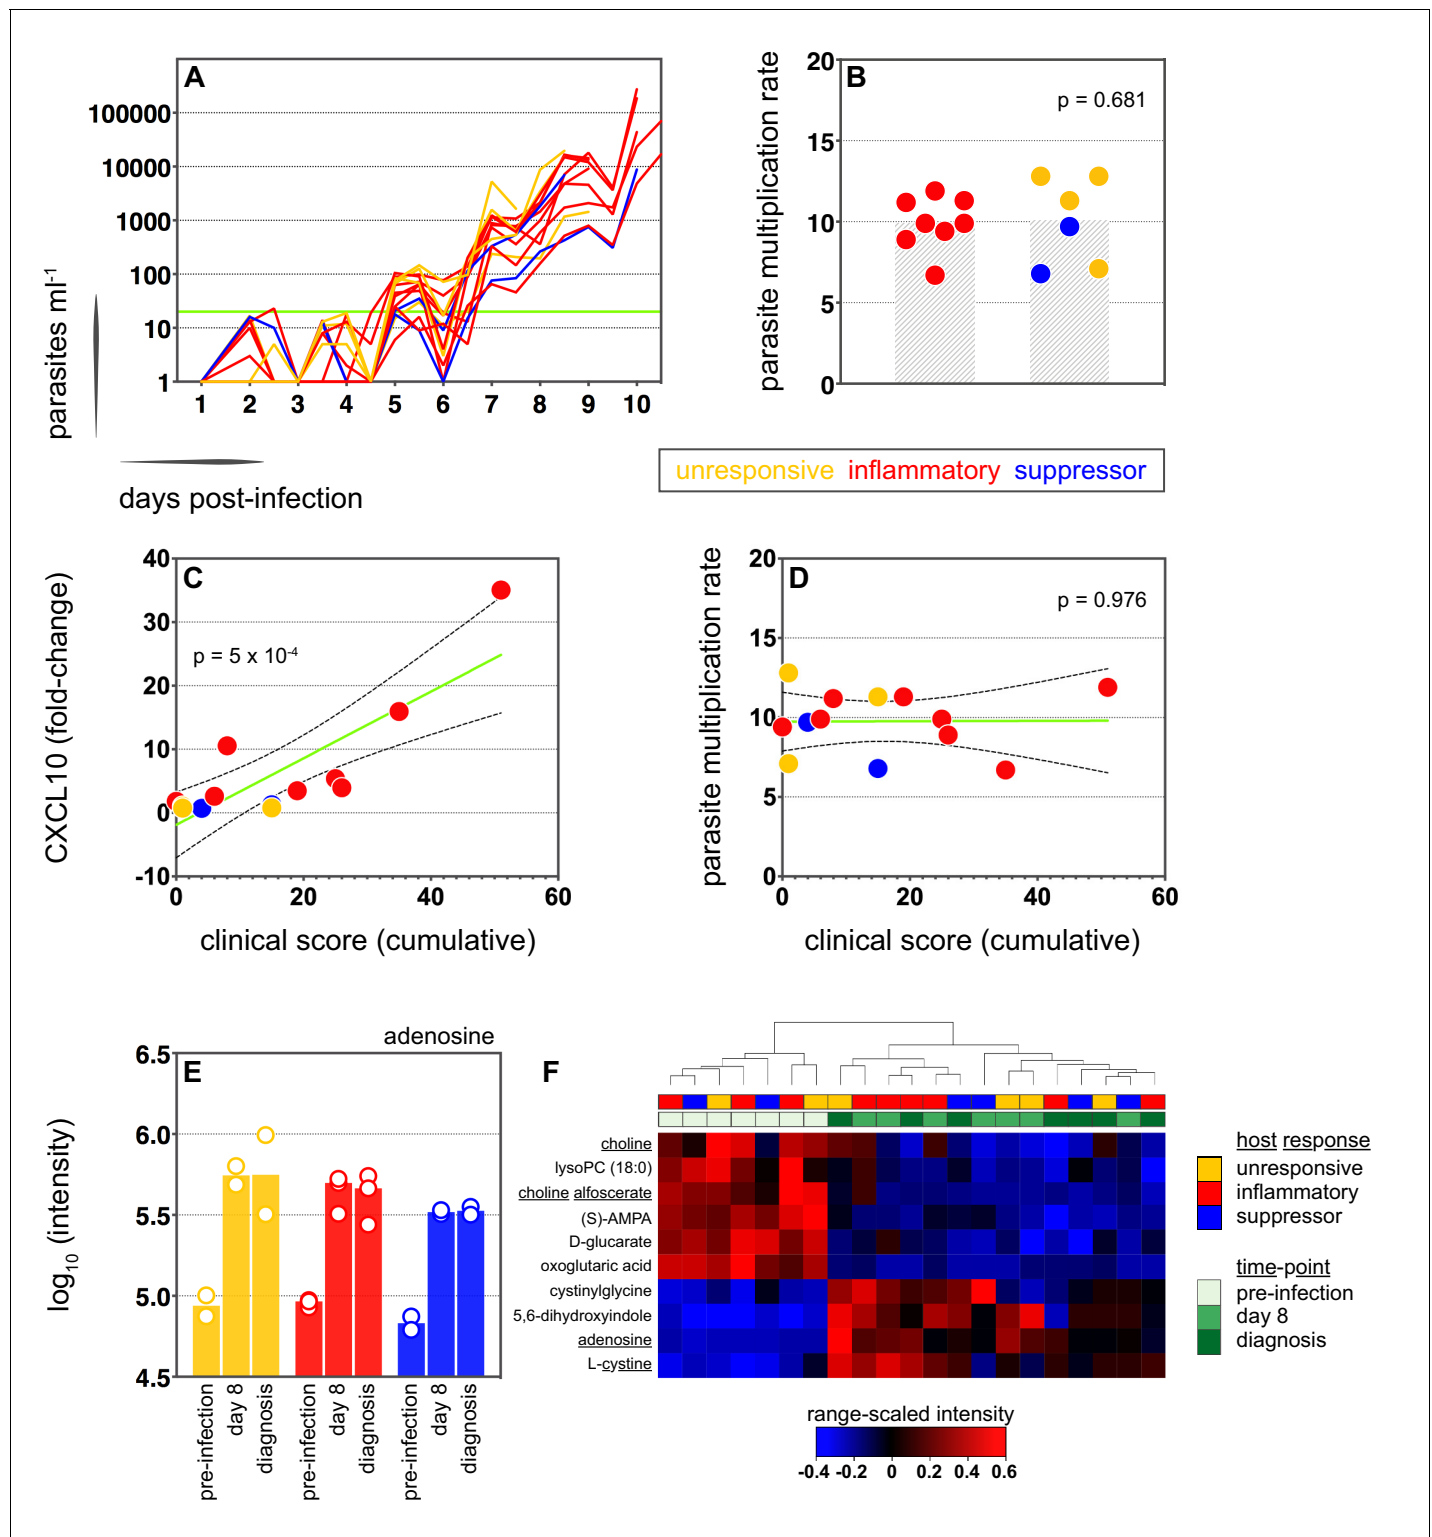 A
100000
10000
1000
100
10
1
1 2 3 4 5 6 7 8 9 10
parasites ml-1
days post-infection
B
p = 0.681
20
15
10
5
0
parasite multiplication rate
unresponsive inflammatory suppressor
C
p = 5 x 10-4
40
30
20
10
0
-10
0 20 40 60
CXCL10 (fold-change)
clinical score (cumulative)
D
p = 0.976
20
15
10
5
0
0 20 40 60
parasite multiplication rate
clinical score (cumulative)
adenosine
E
6.5
6.0
5.5
5.0
4.5
log10 (intensity)
pre-infection
day 8
diagnosis
pre-infection
day 8
diagnosis
pre-infection
day 8
diagnosis
F
choline
lysoPC (18:0)
choline alfoscerate
(S)-AMPA
D-glucarate
oxoglutaric acid
cystinylglycine
5,6-dihydroxyindole
adenosine
L-cystine
host response
unresponsive
inflammatory
suppressor
time-point
pre-infection
day 8
diagnosis
range-scaled intensity
-0.4 -0.2 0 0.2 0.4 0.6